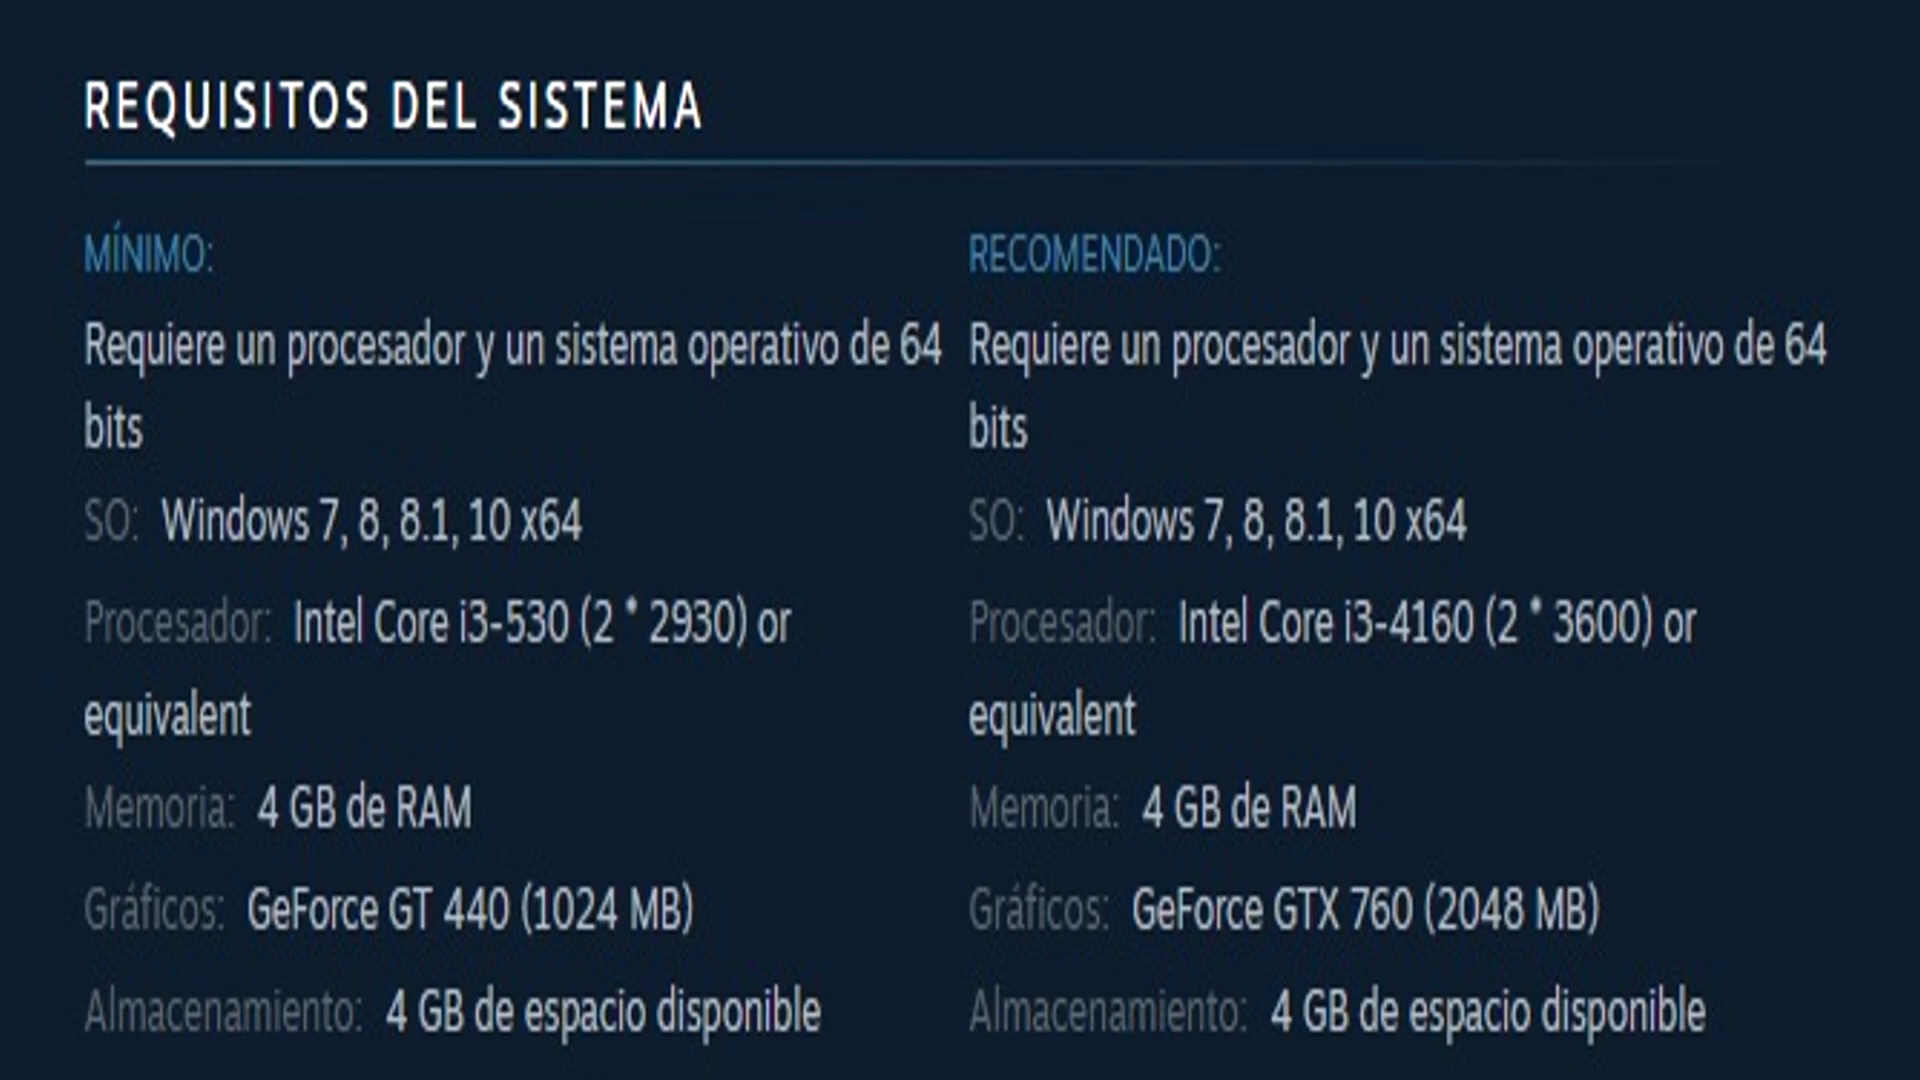 REQUISITOS DEL SISTEMA
MÍNIMO:
Requiere un procesador y un sistema operativo de 64
bits
SO: Windows 7, 8, 8.1, 10 x64
Procesador: Intel Core i3-530 (2 * 2930) or
equivalent
Memoria: 4 GB de RAM
Gráficos: GeForce GT 440 (1024 MB)
Almacenamiento: 4 GB de espacio disponible
RECOMENDADO:
Requiere un procesador y un sistema operativo de 64
bits
SO: Windows 7, 8, 8.1, 10 x64
Procesador: Intel Core i3-4160 (2 * 3600) or
equivalent
Memoria: 4 GB de RAM
Gráficos: GeForce GTX 760 (2048 MB)
Almacenamiento: 4 GB de espacio disponible